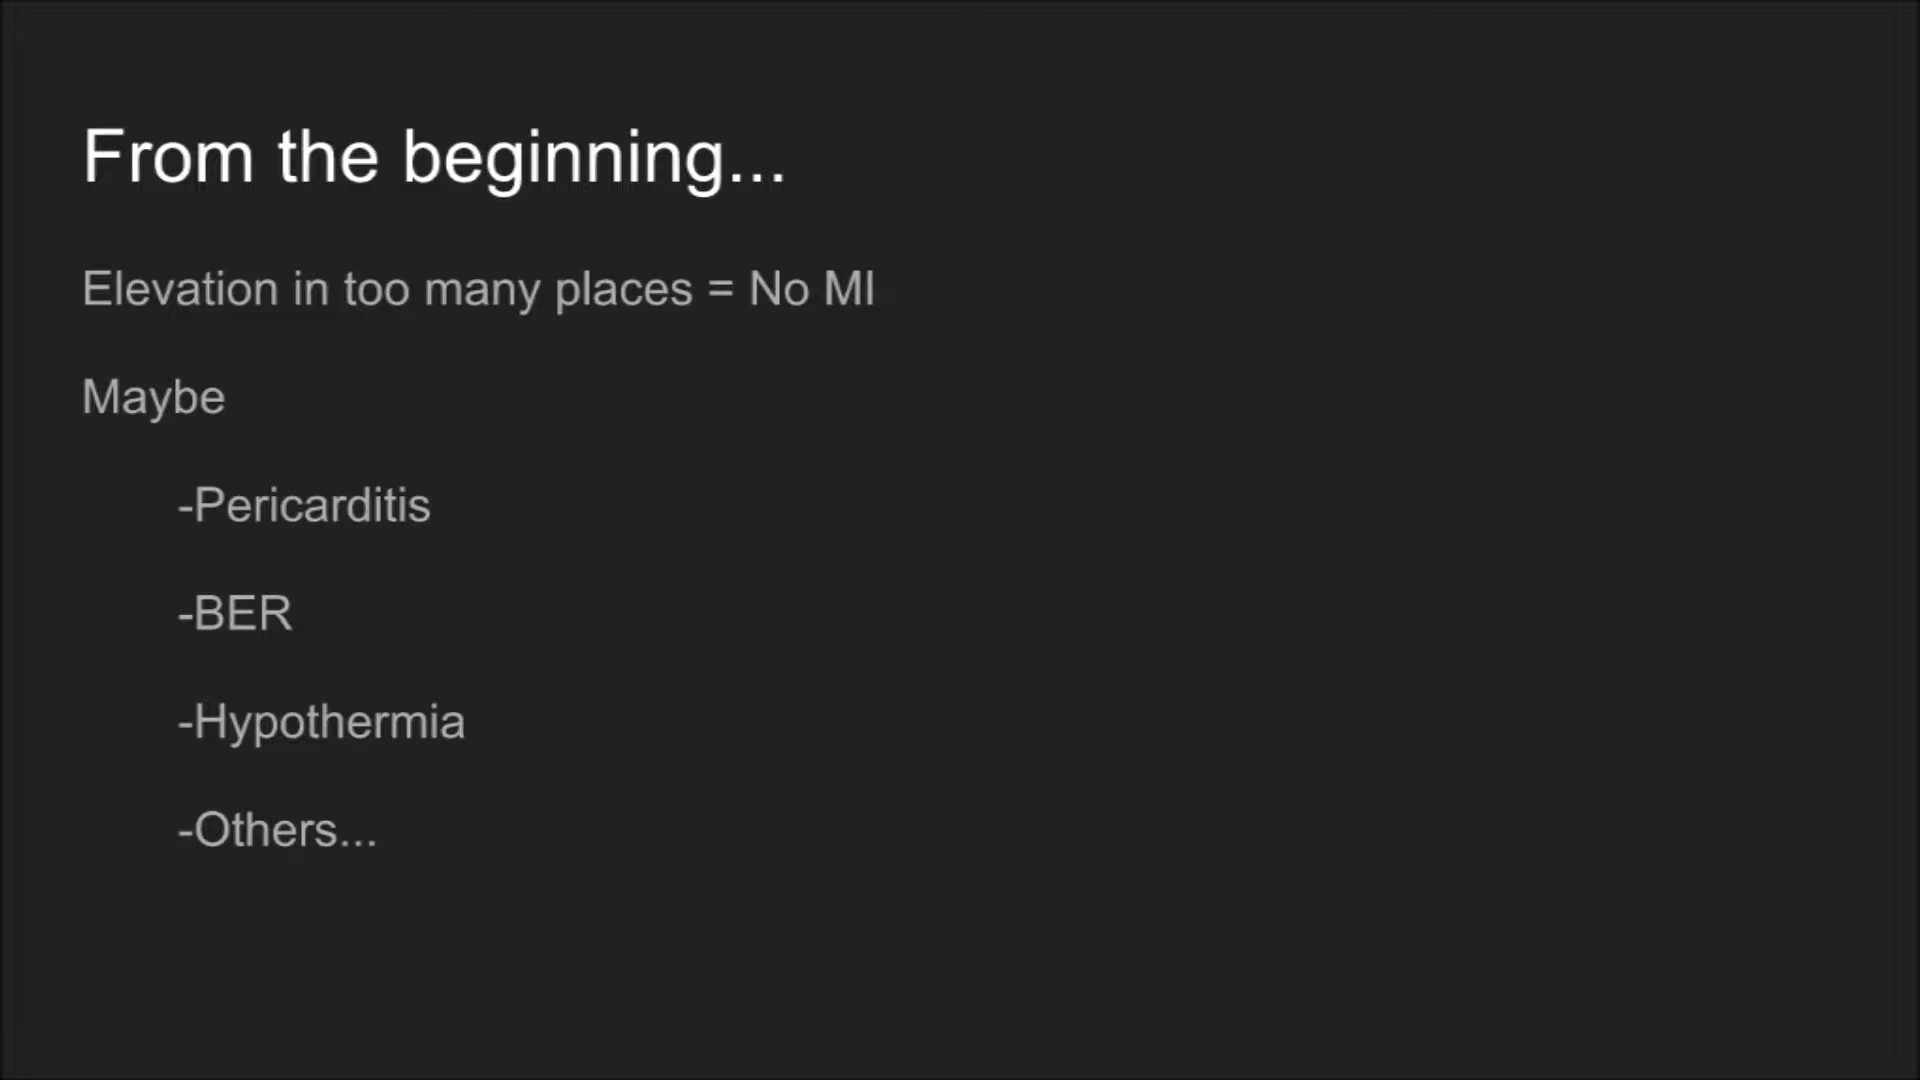 From the beginning...
Elevation in too many places = No MI
Maybe
-Pericarditis
-BER
-Hypothermia
-Others...